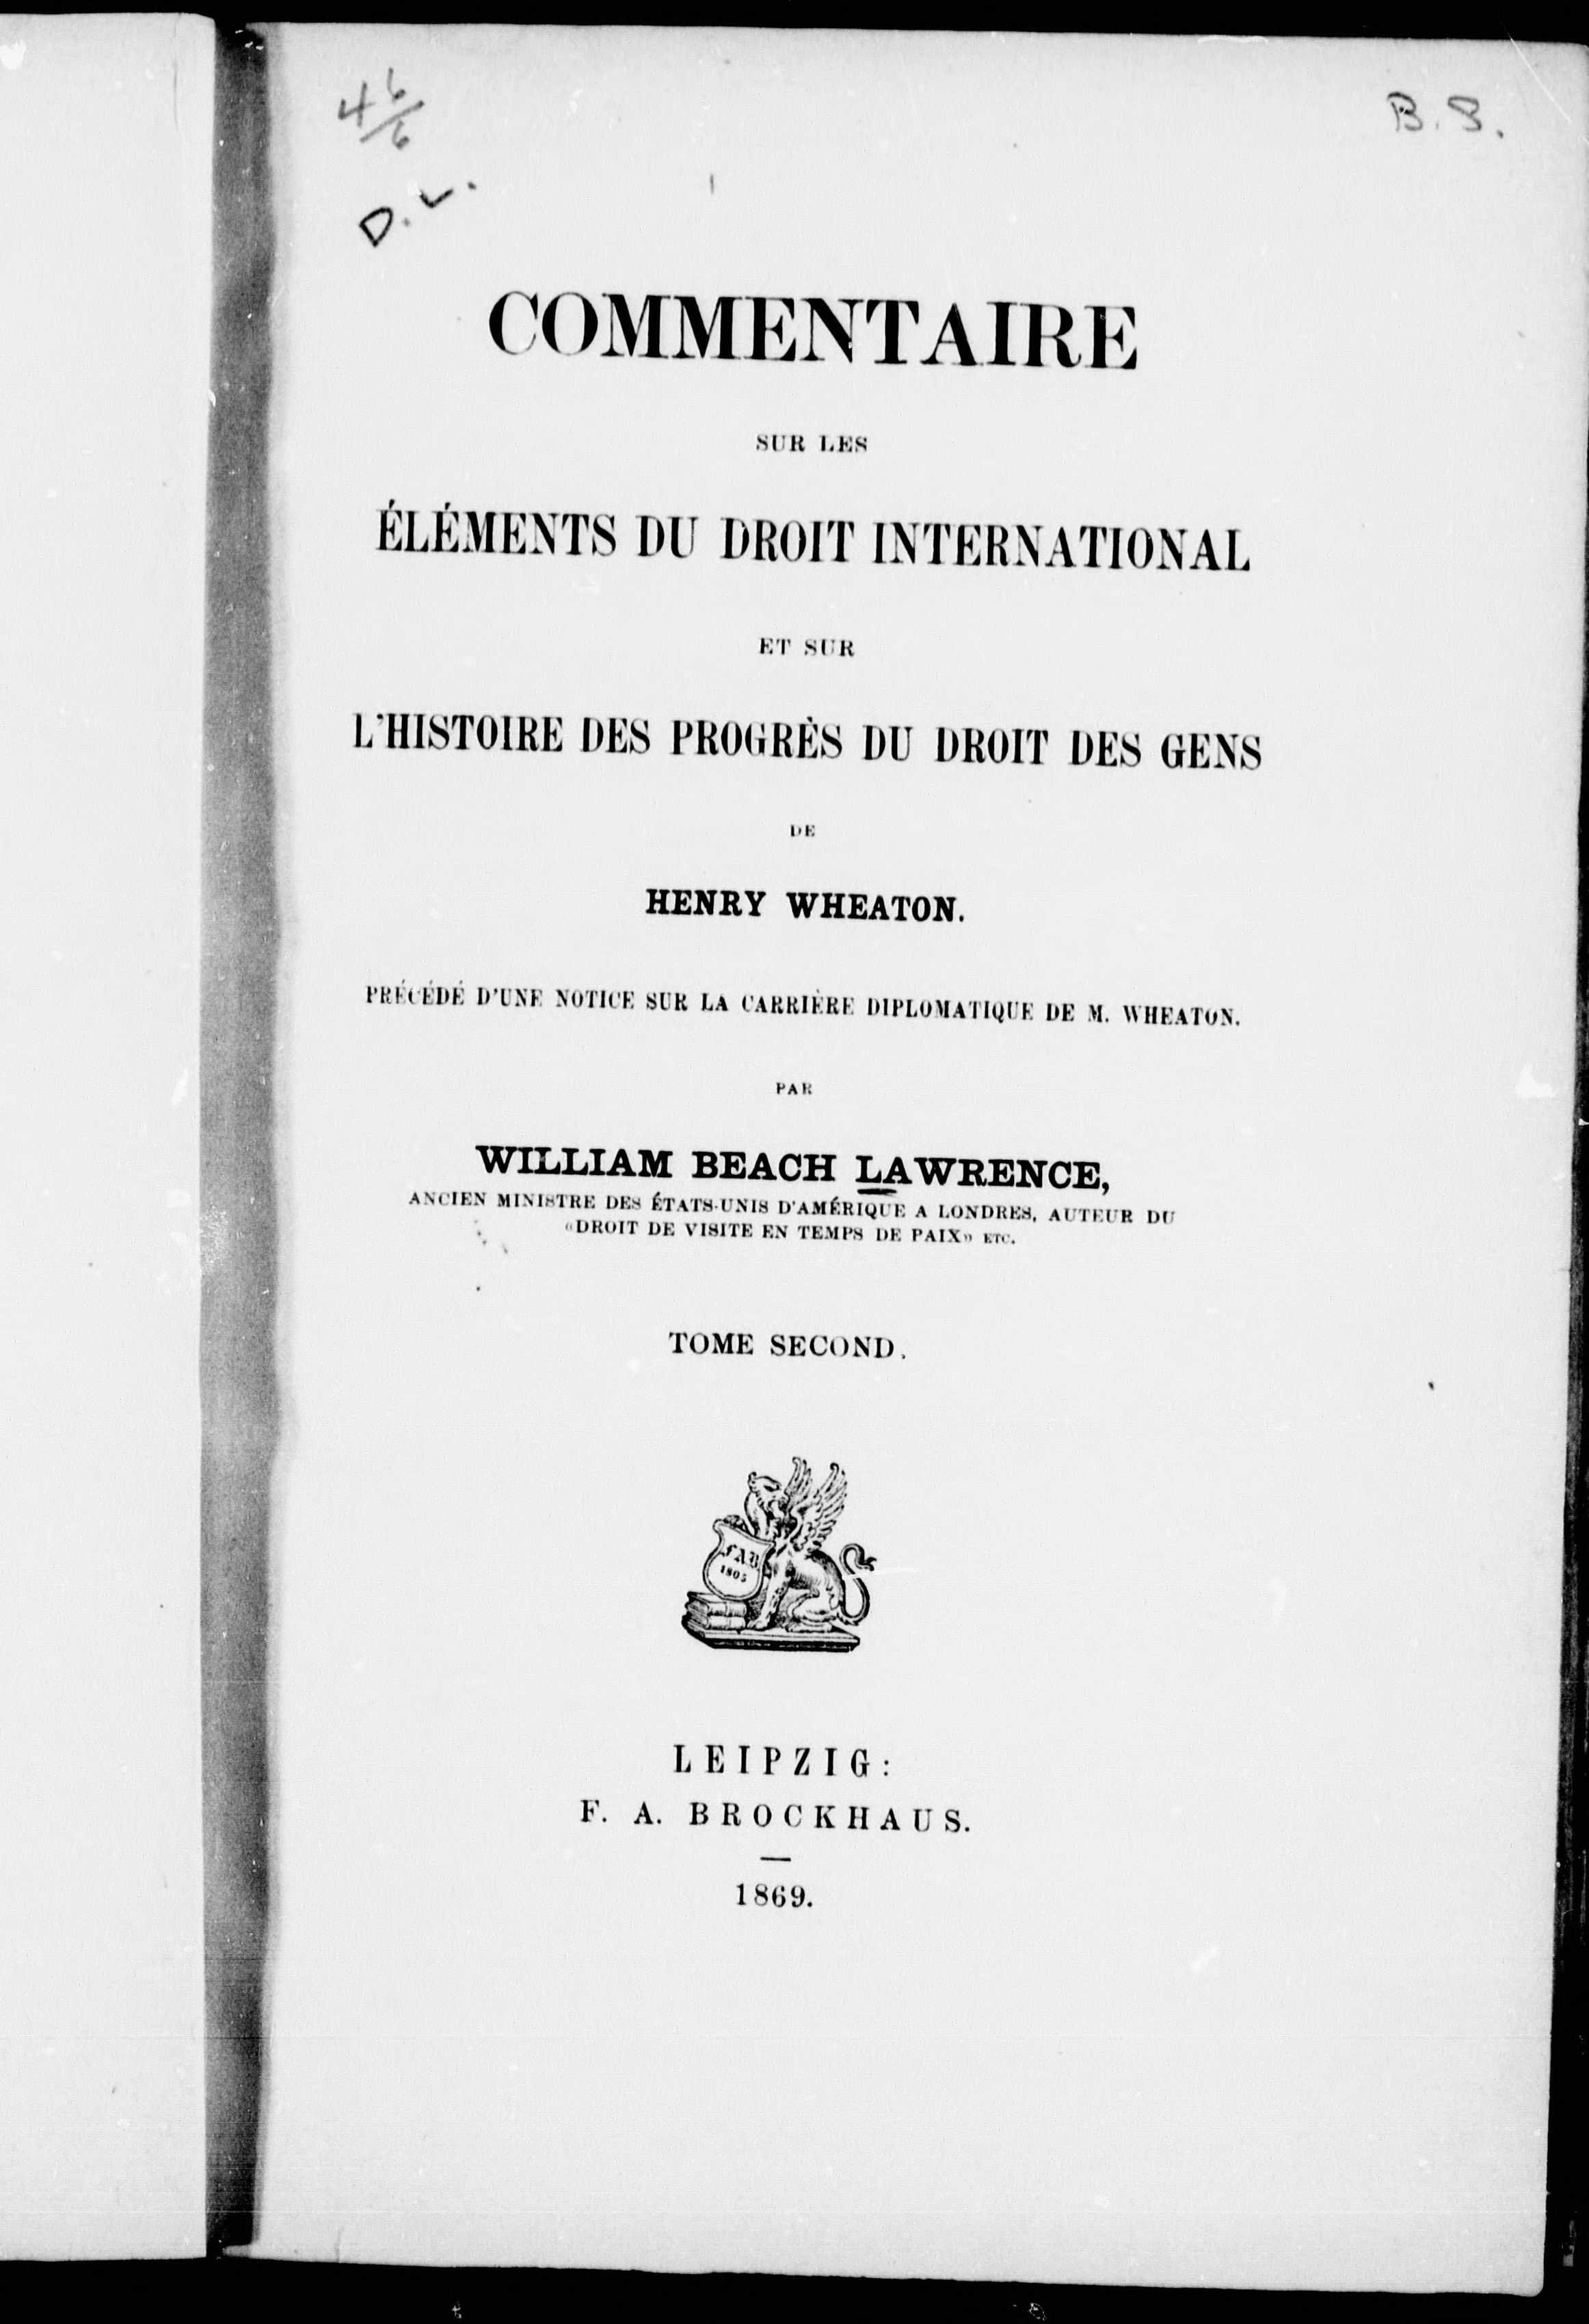 4 6/6
B. S.
D. L.
COMMENTAIRE
SUR LES
ÉLÉMENTS DU DROIT INTERNATIONAL
ET SUR
L'HISTOIRE DES PROGRÈS DU DROIT DES GENS
DE
HENRY WHEATON.
PRÉCÉDÉ D'UNE NOTICE SUR LA CARRIÈRE DIPLOMATIQUE DE M. WHEATON.
PAR
WILLIAM BEACH LAWRENCE,
ANCIEN MINISTRE DES ÉTATS-UNIS D'AMÉRIQUE A LONDRES, AUTEUR DU
«DROIT DE VISITE EN TEMPS DE PAIX» ETC.
TOME SECOND.
FAB
1805
LEIPZIG:
F. A. BROCKHAUS.
1869.